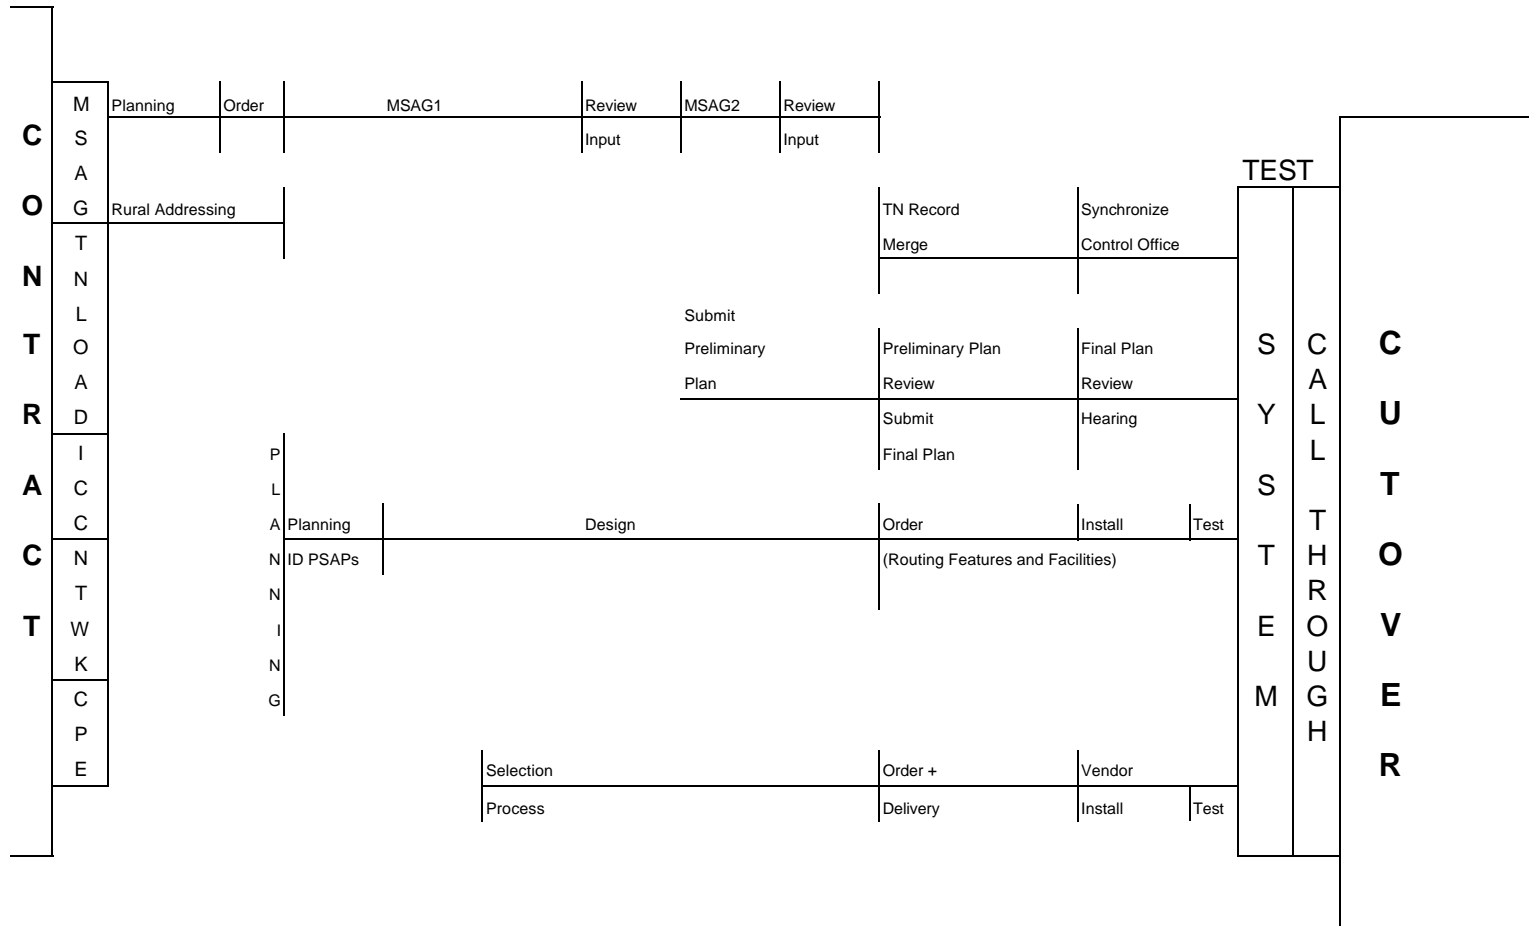 CONTRACT
MSAG
TN LOAD
ICC
NTWK
CPE
Planning Order MSAG1 Review MSAG2 Review
Input Input
TEST
Rural Addressing
TN Record Synchronize
Merge Control Office
Submit
Preliminary Preliminary Plan Final Plan
Plan Review Review
Submit Hearing
Final Plan
PLANNING
Planning Design Order Install Test
ID PSAPs (Routing Features and Facilities)
Selection Order + Vendor
Process Delivery Install Test
SYSTEM
CALL THROUGH
CUTOVER